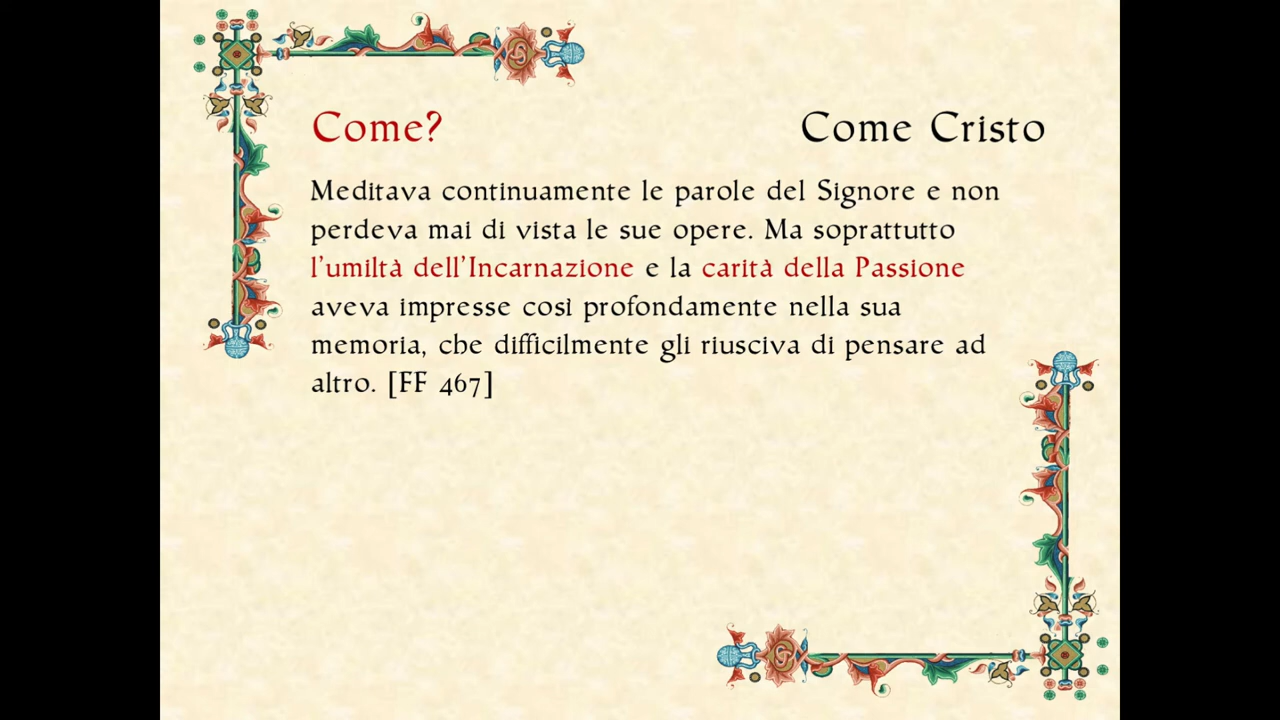 Come? Come Cristo
Meditava continuamente le parole del Signore e non
perdeva mai di vista le sue opere. Ma soprattutto
l'umiltà dell'Incarnazione e la carità della Passione
aveva impresse così profondamente nella sua
memoria, che difficilmente gli riusciva di pensare ad
altro. [FF 467]